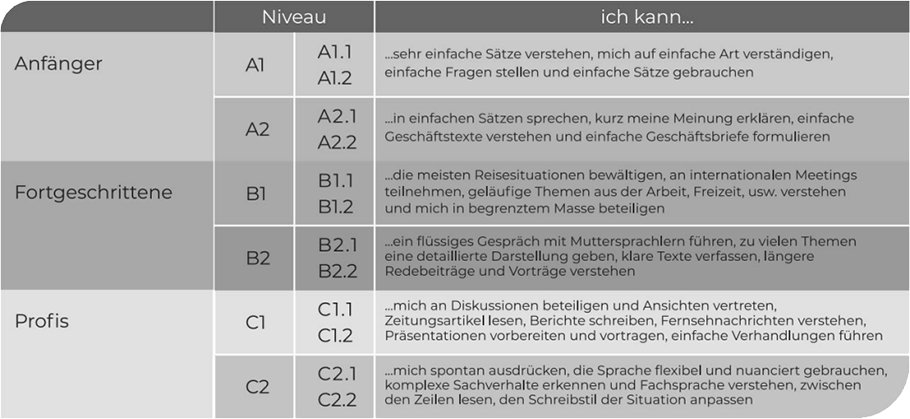 Niveau ich kann...
Anfänger
A1
A1.1
A1.2
...sehr einfache Sätze verstehen, mich auf einfache Art verständigen,
einfache Fragen stellen und einfache Sätze gebrauchen
A2
A2.1
A2.2
...in einfachen Sätzen sprechen, kurz meine Meinung erklären, einfache
Geschäftstexte verstehen und einfache Geschäftsbriefe formulieren
Fortgeschrittene
B1
B1.1
B1.2
...die meisten Reisesituationen bewältigen, an internationalen Meetings
teilnehmen, geläufige Themen aus der Arbeit, Freizeit, usw. verstehen
und mich in begrenztem Masse beteiligen
B2
B2.1
B2.2
...ein flüssiges Gespräch mit Muttersprachlern führen, zu vielen Themen
eine detaillierte Darstellung geben, klare Texte verfassen, längere
Redebeiträge und Vorträge verstehen
Profis
C1
C1.1
C1.2
...mich an Diskussionen beteiligen und Ansichten vertreten,
Zeitungsartikel lesen, Berichte schreiben, Fernsehnachrichten verstehen,
Präsentationen vorbereiten und vortragen, einfache Verhandlungen führen
C2
C2.1
C2.2
...mich spontan ausdrücken, die Sprache flexibel und nuanciert gebrauchen,
komplexe Sachverhalte erkennen und Fachsprache verstehen, zwischen
den Zeilen lesen, den Schreibstil der Situation anpassen